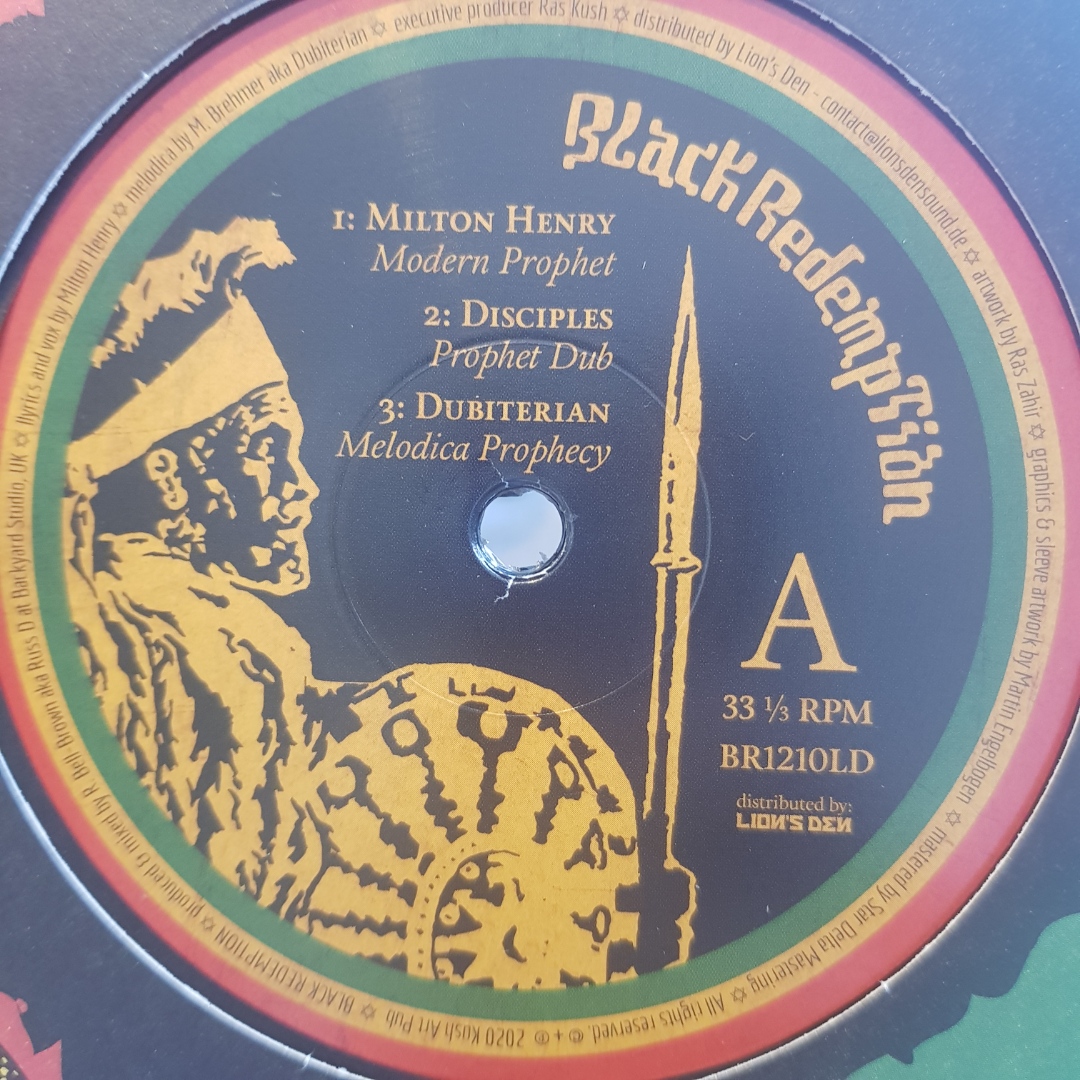 Black Redemption
1: Milton Henry
Modern Prophet
2: Disciples
Prophet Dub
3: Dubiterian
Melodica Prophecy
A
33 ⅓ RPM
BR1210LD
distributed by:
LION'S DEN
BLACK REDEMPTION ✡ produced & mixed by R. Bell-Brown aka Russ D at Backyard Studio, UK ✡ llyrics and vox by Milton Henry ✡ melodica by M. Brehmer aka Dubiterian ✡ executive producer Ras Kush ✡ distributed by Lion's Den - contact@lionsdensound.de ✡ artwork by Ras Zahir ✡ graphics & sleeve artwork by Martin Engelbogen ✡ mastered by Star Delta Mastering ✡ All rights reserved. © + ℗ 2020 Kush Art Pub ✡